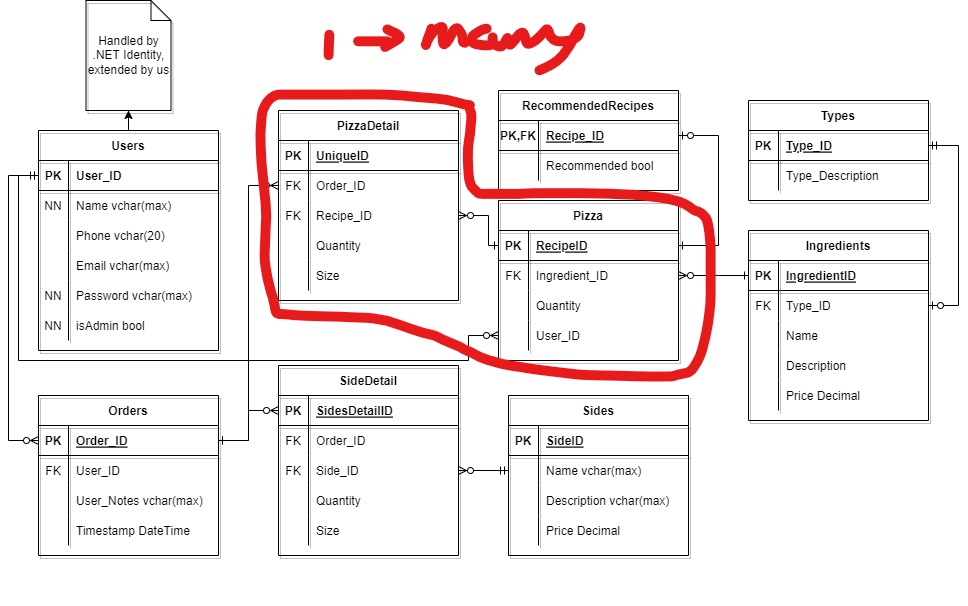 1 → many
Handled by
.NET Identity,
extended by us
Users
PK User_ID
NN Name vchar(max)
Phone vchar(20)
Email vchar(max)
NN Password vchar(max)
NN isAdmin bool
PizzaDetail
PK UniqueID
FK Order_ID
FK Recipe_ID
Quantity
Size
RecommendedRecipes
PK,FK Recipe_ID
Recommended bool
Pizza
PK RecipeID
FK Ingredient_ID
Quantity
User_ID
Types
PK Type_ID
Type_Description
Ingredients
PK IngredientID
FK Type_ID
Name
Description
Price Decimal
Orders
PK Order_ID
FK User_ID
User_Notes vchar(max)
Timestamp DateTime
SideDetail
PK SidesDetailID
FK Order_ID
FK Side_ID
Quantity
Size
Sides
PK SideID
Name vchar(max)
Description vchar(max)
Price Decimal